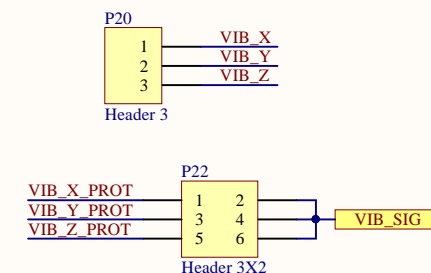 P20
1 VIB_X
2 VIB_Y
3 VIB_Z
Header 3
P22
VIB_X_PROT 1 2
VIB_Y_PROT 3 4 VIB_SIG
VIB_Z_PROT 5 6
Header 3X2